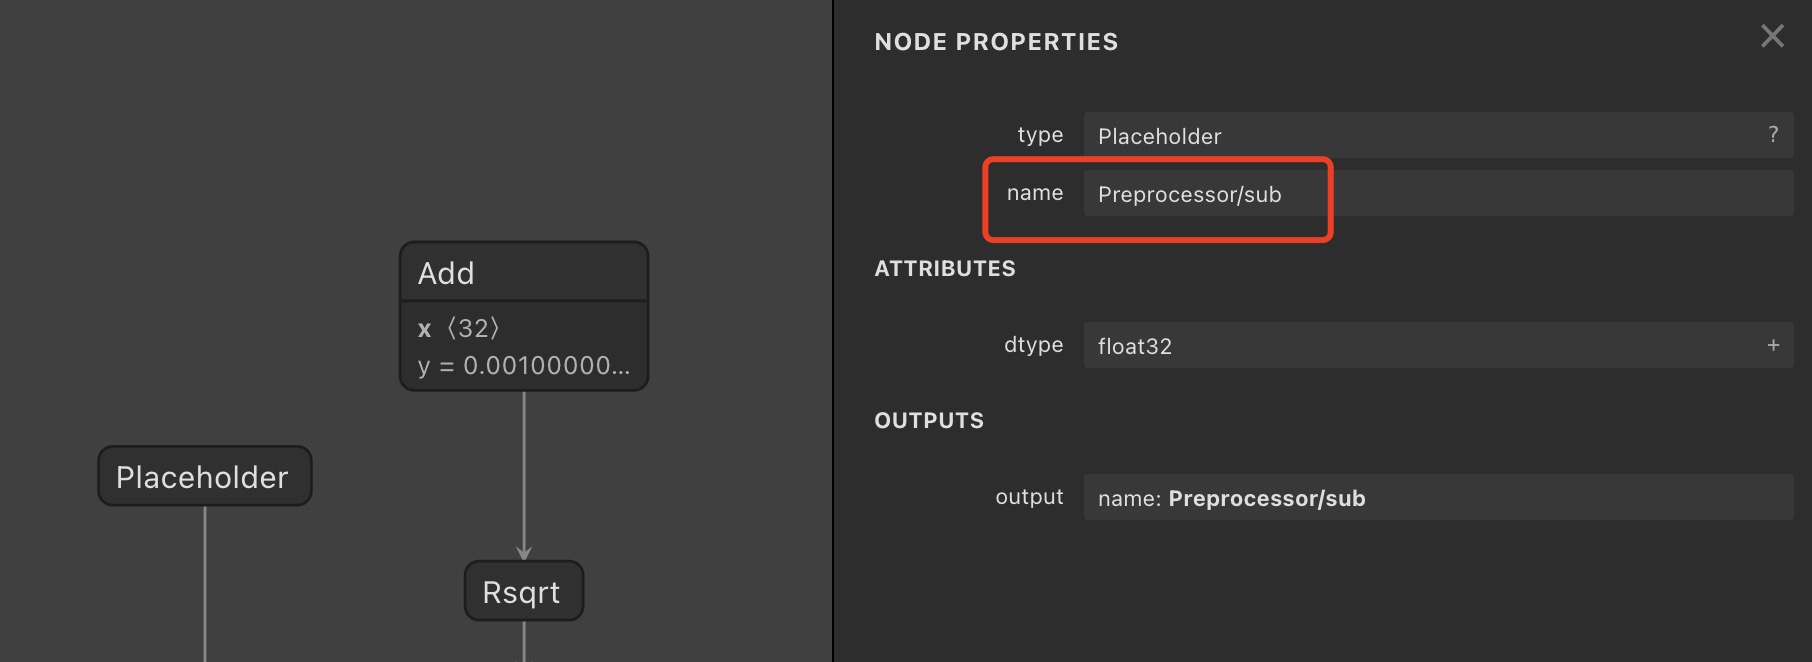 Add
x 〈32〉
y = 0.00100000...
Placeholder
Rsqrt
NODE PROPERTIES
type Placeholder ?
name Preprocessor/sub
ATTRIBUTES
dtype float32 +
OUTPUTS
output name: Preprocessor/sub